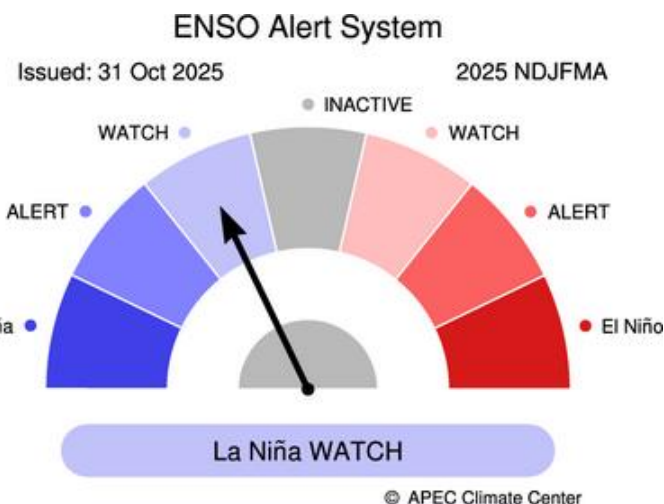 ENSO Alert System
Issued: 31 Oct 2025 2025 NDJFMA
INACTIVE
WATCH WATCH
ALERT ALERT
ña El Niño
La Niña WATCH
© APEC Climate Center